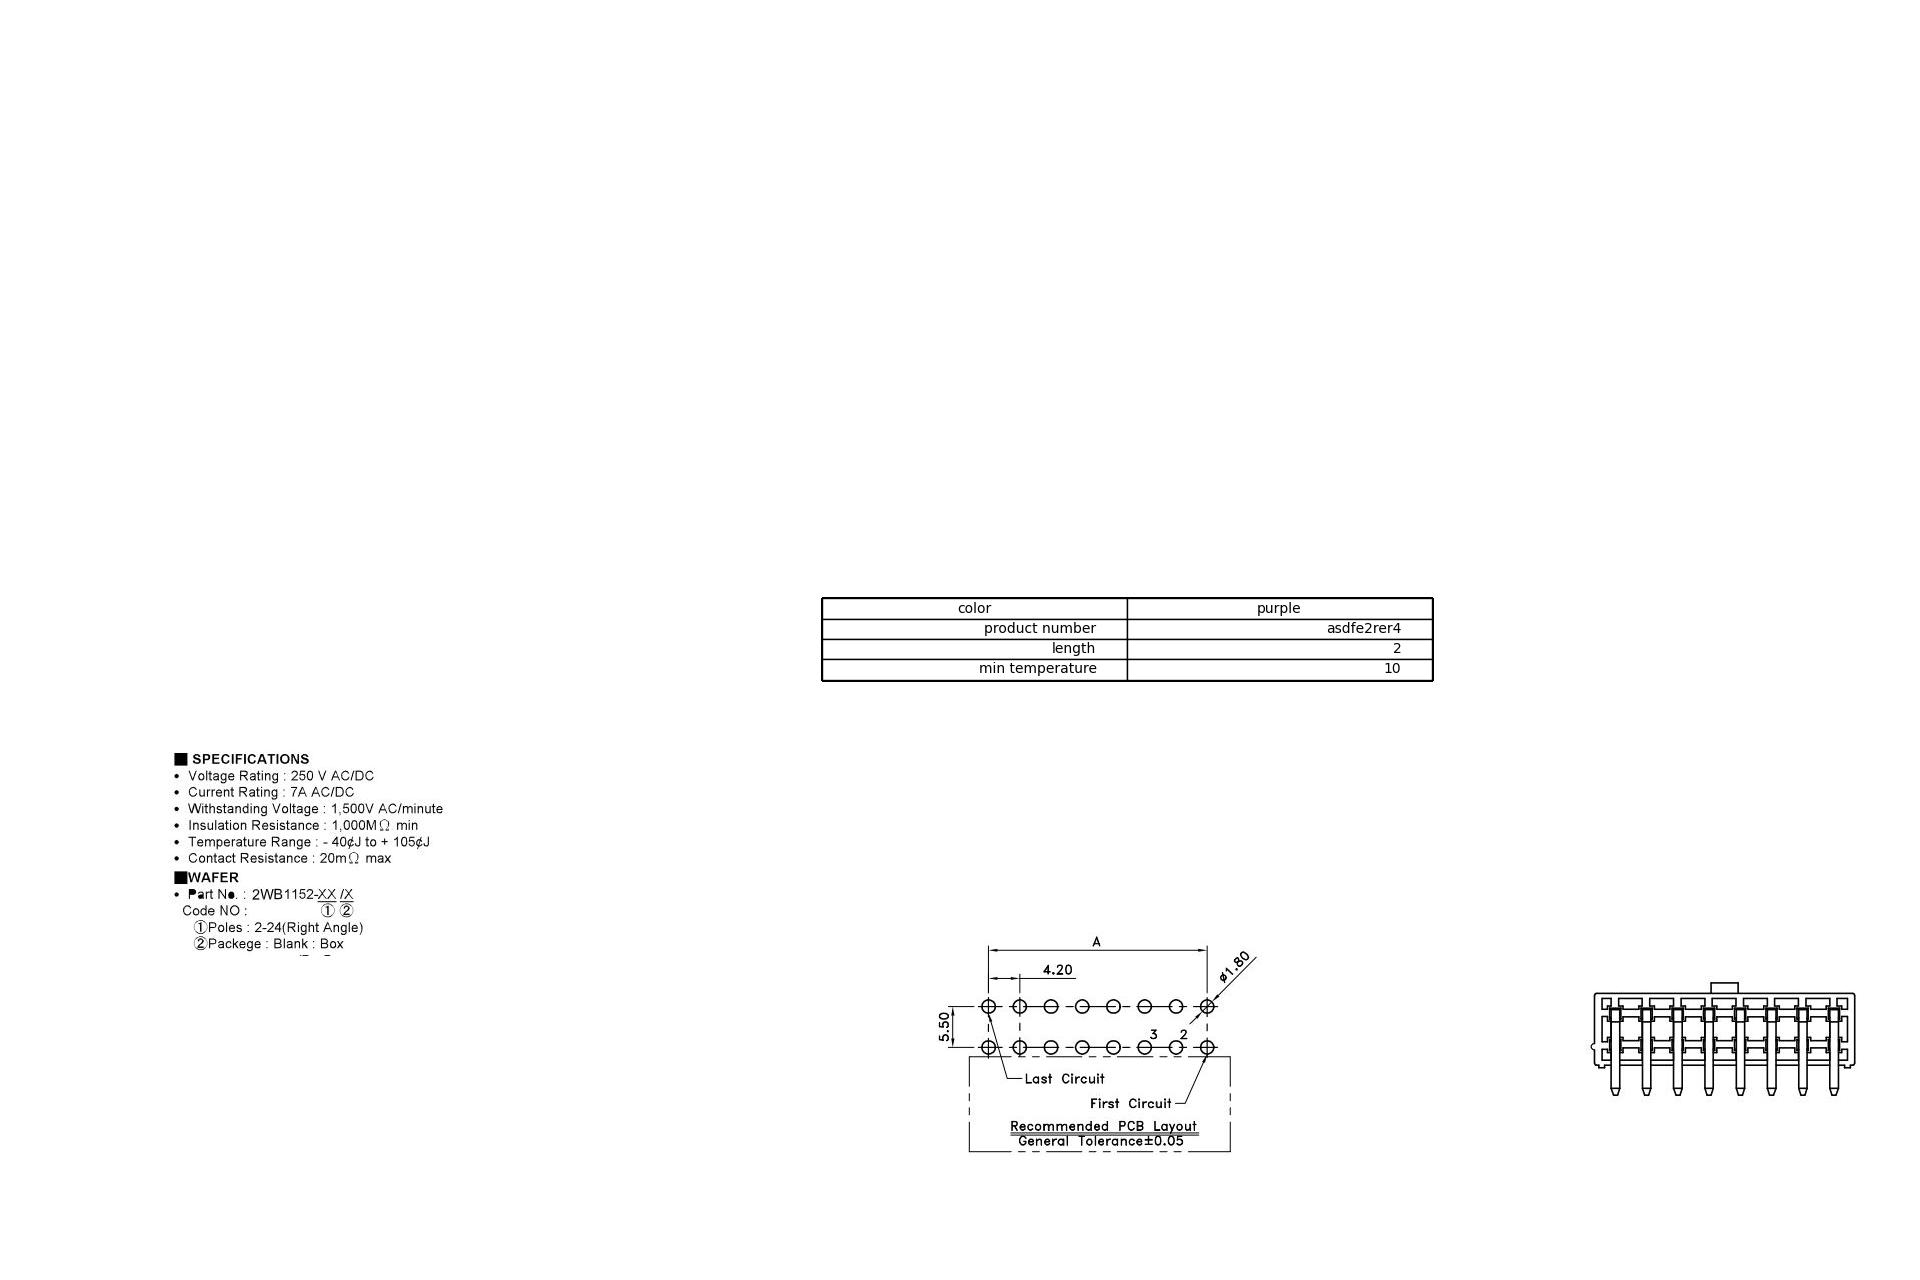 color purple
product number asdfe2rer4
length 2
min temperature 10
■ SPECIFICATIONS
• Voltage Rating : 250 V AC/DC
• Current Rating : 7A AC/DC
• Withstanding Voltage : 1,500V AC/minute
• Insulation Resistance : 1,000MΩ min
• Temperature Range : - 40¢J to + 105¢J
• Contact Resistance : 20mΩ max
■WAFER
• Part No. : 2WB1152-XX /X
Code NO : ① ②
①Poles : 2-24(Right Angle)
②Packege : Blank : Box
A
4.20
ø1.80
5.50
3 2
Last Circuit
First Circuit
Recommended PCB Layout
General Tolerance±0.05